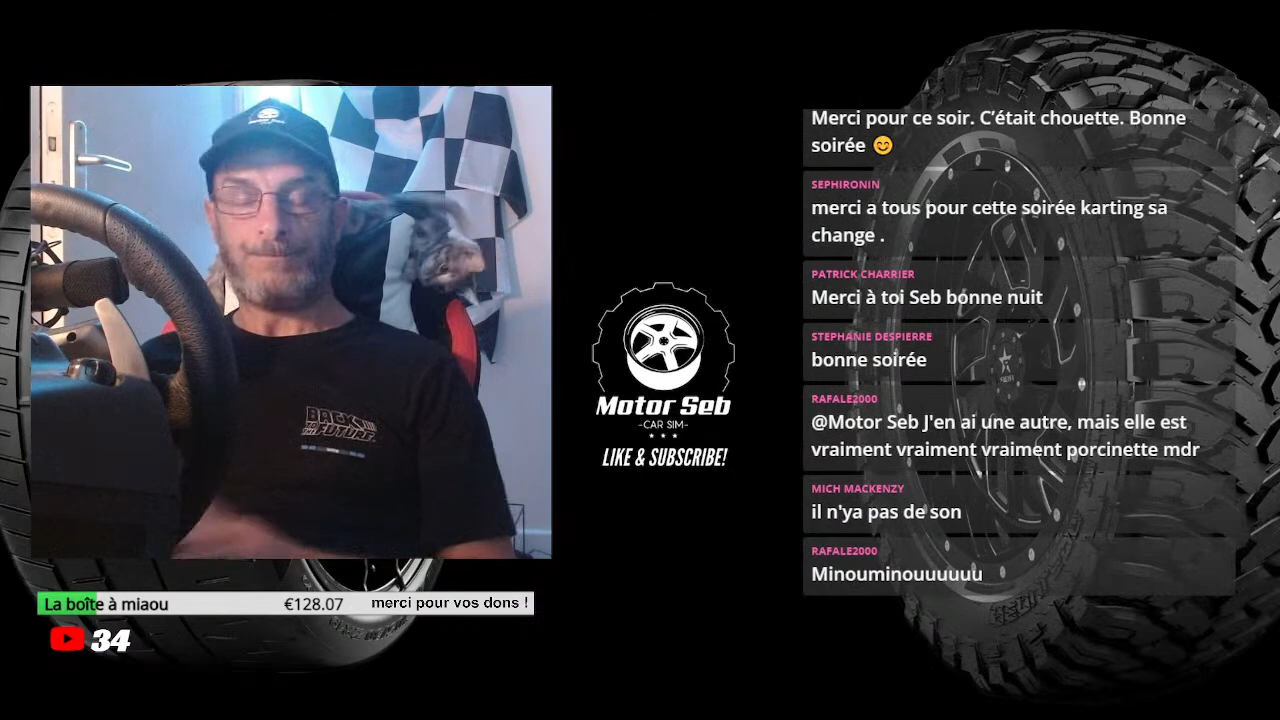 Motor Seb
BACK
TO THE
FUTURE
La boîte à miaou €128.07 merci pour vos dons !
34
Motor Seb
-CAR SIM-
LIKE & SUBSCRIBE!
Merci pour ce soir. C’était chouette. Bonne
soirée 😊
SEPHIRONIN
merci a tous pour cette soirée karting sa
change .
PATRICK CHARRIER
Merci à toi Seb bonne nuit
STEPHANIE DESPIERRE
bonne soirée
RAFALE2000
@Motor Seb J'en ai une autre, mais elle est
vraiment vraiment vraiment porcinette mdr
MICH MACKENZY
il n'ya pas de son
RAFALE2000
Minouminouuuuuu